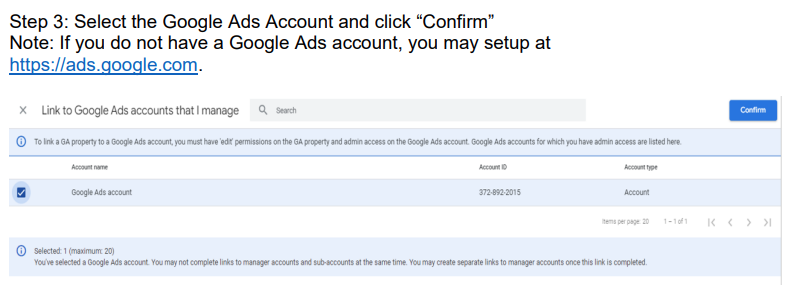 Step 3: Select the Google Ads Account and click “Confirm”
Note: If you do not have a Google Ads account, you may setup at
https://ads.google.com.
Link to Google Ads accounts that I manage
Search
Confirm
To link a GA property to a Google Ads account, you must have 'edit' permissions on the GA property and admin access on the Google Ads account. Google Ads accounts for which you have admin access are listed here.
Account name Account ID Account type
Google Ads account 372-892-2015 Account
Items per page: 20 1 – 1 of 1
Selected: 1 (maximum: 20)
You've selected a Google Ads account. You may not complete links to manager accounts and sub-accounts at the same time. You may create separate links to manager accounts once this link is completed.